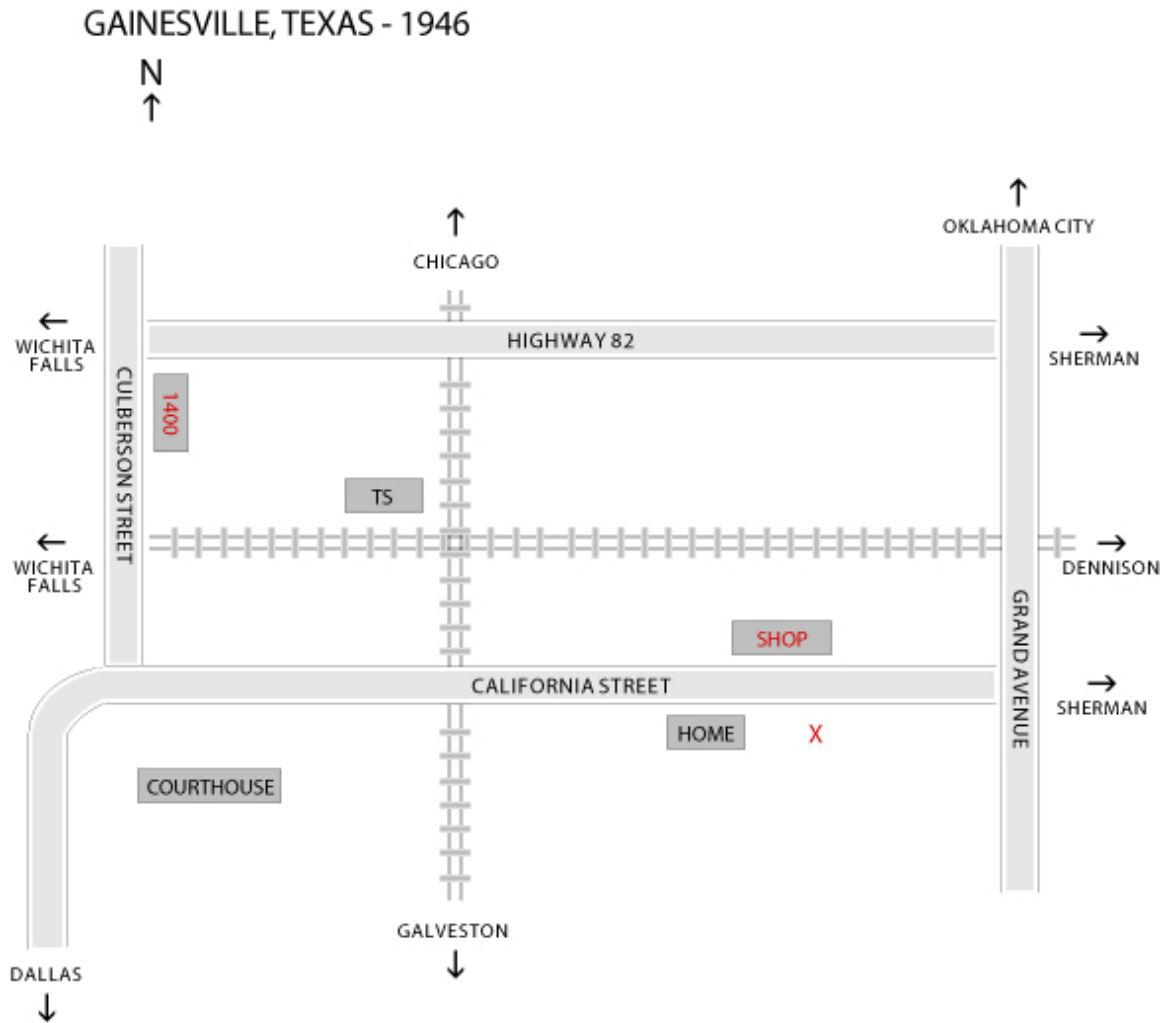 GAINESVILLE, TEXAS - 1946
N
OKLAHOMA CITY
CHICAGO
HIGHWAY 82
WICHITA
FALLS
SHERMAN
CULBERSON STREET
1400
TS
WICHITA
FALLS
DENNISON
GRAND AVENUE
SHOP
CALIFORNIA STREET
SHERMAN
HOME
X
COURTHOUSE
GALVESTON
DALLAS